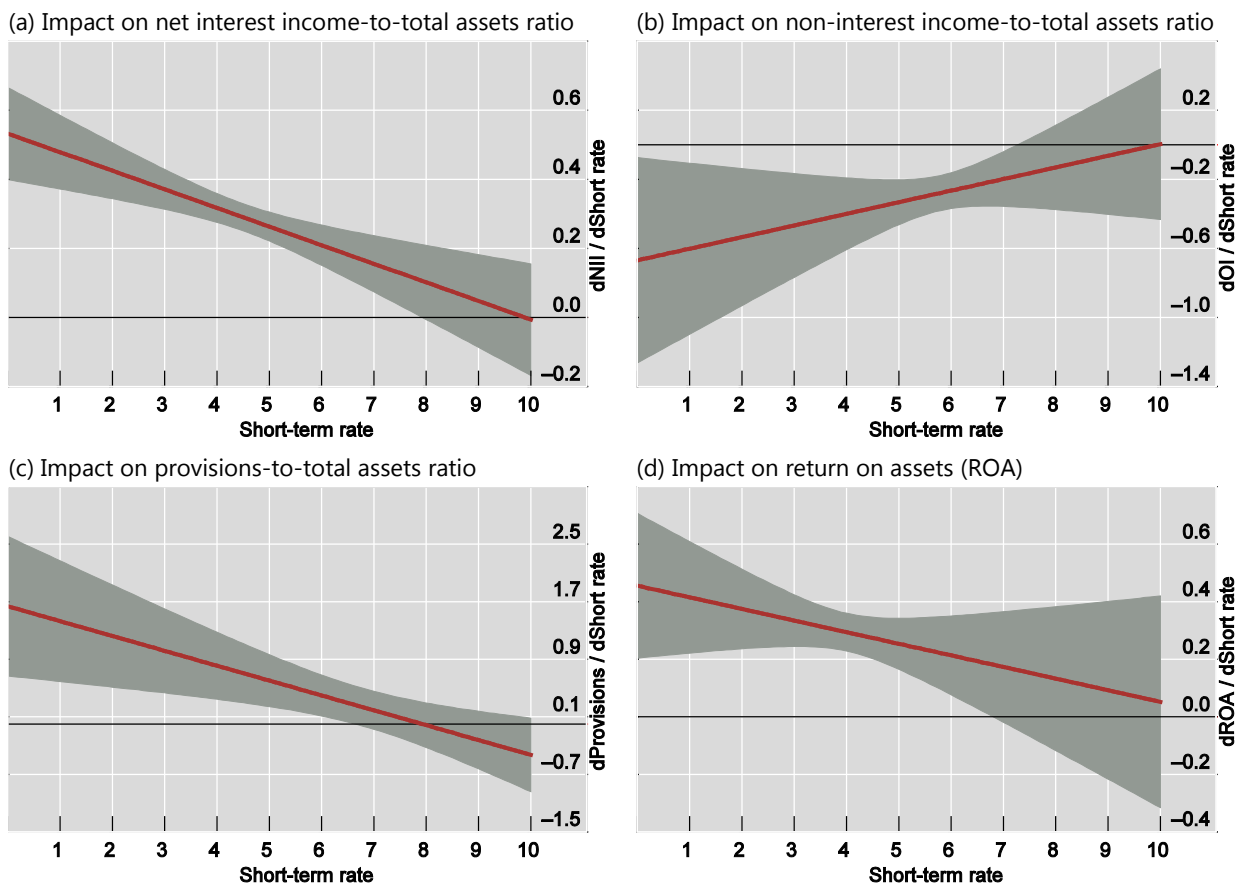 (a) Impact on net interest income-to-total assets ratio
0.6
0.4
0.2
0.0
–0.2
dNII / dShort rate
1 2 3 4 5 6 7 8 9 10
Short-term rate
(b) Impact on non-interest income-to-total assets ratio
0.2
–0.2
–0.6
–1.0
–1.4
dOI / dShort rate
1 2 3 4 5 6 7 8 9 10
Short-term rate
(c) Impact on provisions-to-total assets ratio
2.5
1.7
0.9
0.1
–0.7
–1.5
dProvisions / dShort rate
1 2 3 4 5 6 7 8 9 10
Short-term rate
(d) Impact on return on assets (ROA)
0.6
0.4
0.2
0.0
–0.2
–0.4
dROA / dShort rate
1 2 3 4 5 6 7 8 9 10
Short-term rate